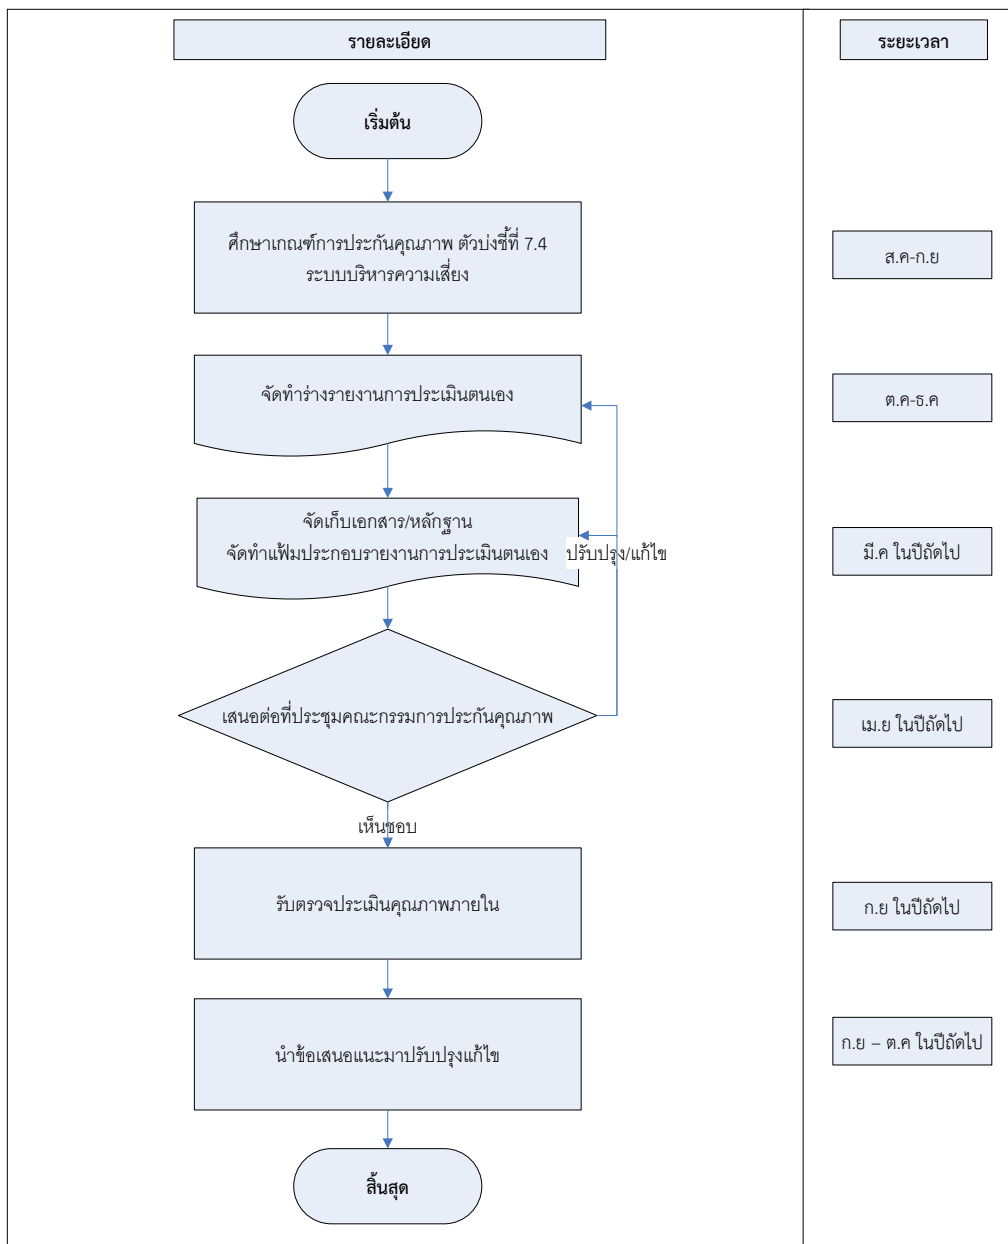 รายละเอียด
ระยะเวลา
เริ่มต้น
ศึกษาเกณฑ์การประกันคุณภาพ ตัวบ่งชี้ที่ 7.4
ระบบบริหารความเสี่ยง
ส.ค-ก.ย
จัดทำร่างรายงานการประเมินตนเอง
ต.ค-ธ.ค
จัดเก็บเอกสาร/หลักฐาน
จัดทำแฟ้มประกอบรายงานการประเมินตนเอง
ปรับปรุง/แก้ไข
มี.ค ในปีถัดไป
เสนอต่อที่ประชุมคณะกรรมการประกันคุณภาพ
เม.ย ในปีถัดไป
เห็นชอบ
รับตรวจประเมินคุณภาพภายใน
ก.ย ในปีถัดไป
นำข้อเสนอแนะมาปรับปรุงแก้ไข
ก.ย – ต.ค ในปีถัดไป
สิ้นสุด